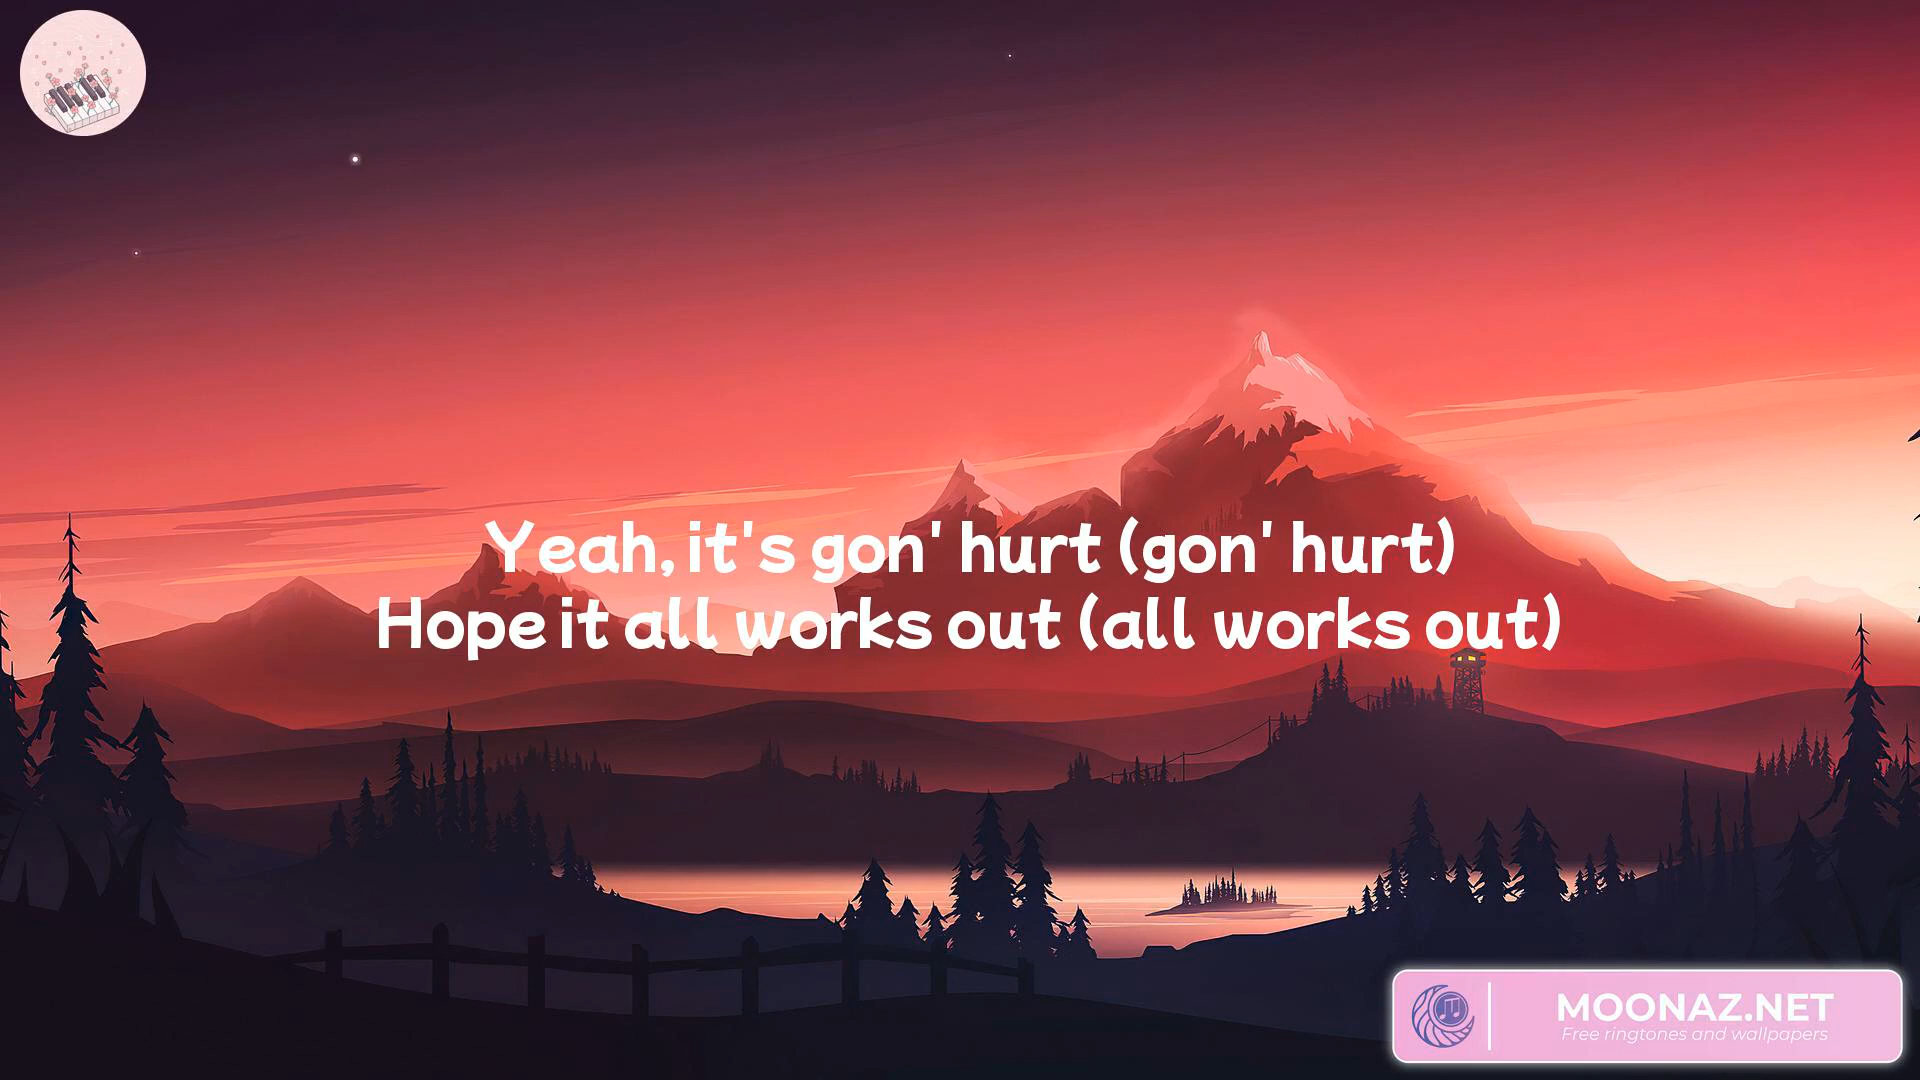 Yeah, it's gon' hurt (gon' hurt)
Hope it all works out (all works out)
MOONAZ.NET
Free ringtones and wallpapers